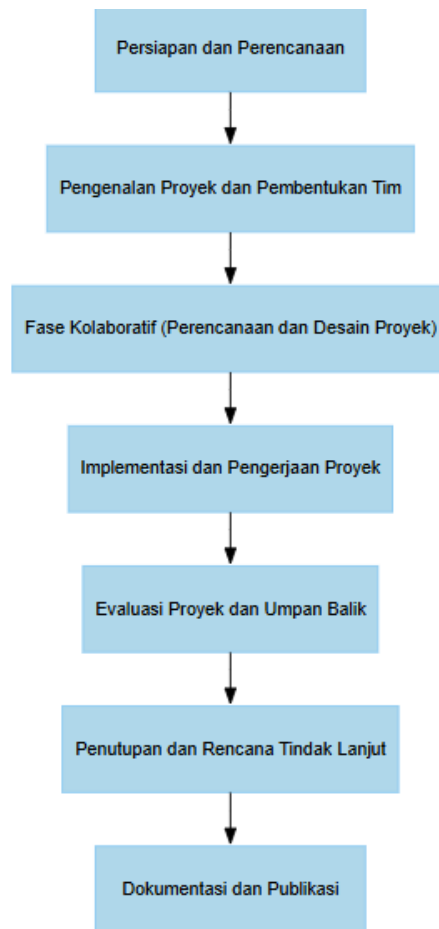 Persiapan dan Perencanaan
Pengenalan Proyek dan Pembentukan Tim
Fase Kolaboratif (Perencanaan dan Desain Proyek)
Implementasi dan Pengerjaan Proyek
Evaluasi Proyek dan Umpan Balik
Penutupan dan Rencana Tindak Lanjut
Dokumentasi dan Publikasi